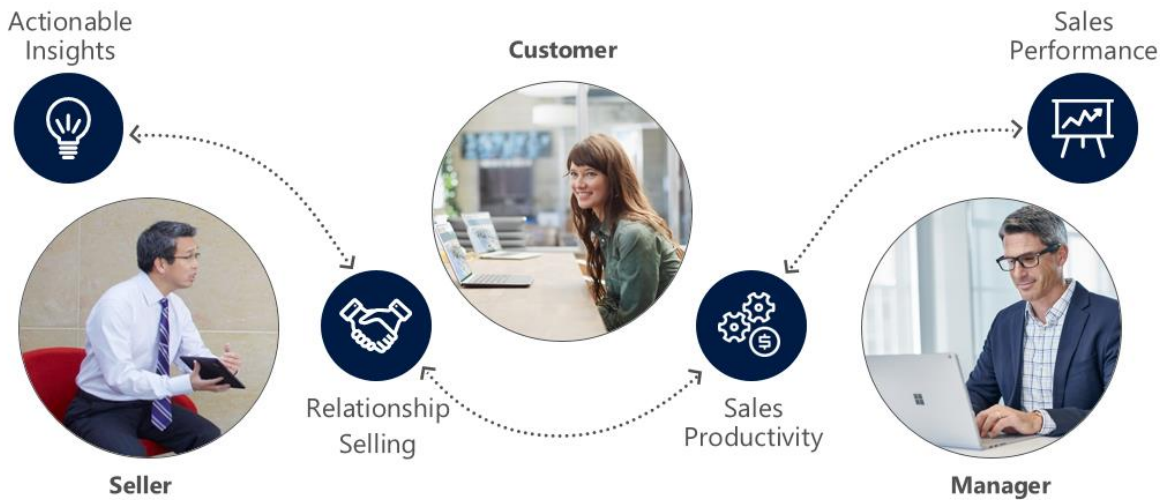 Actionable
Insights
Customer
Sales
Performance
Relationship
Selling
Sales
Productivity
Seller
Manager